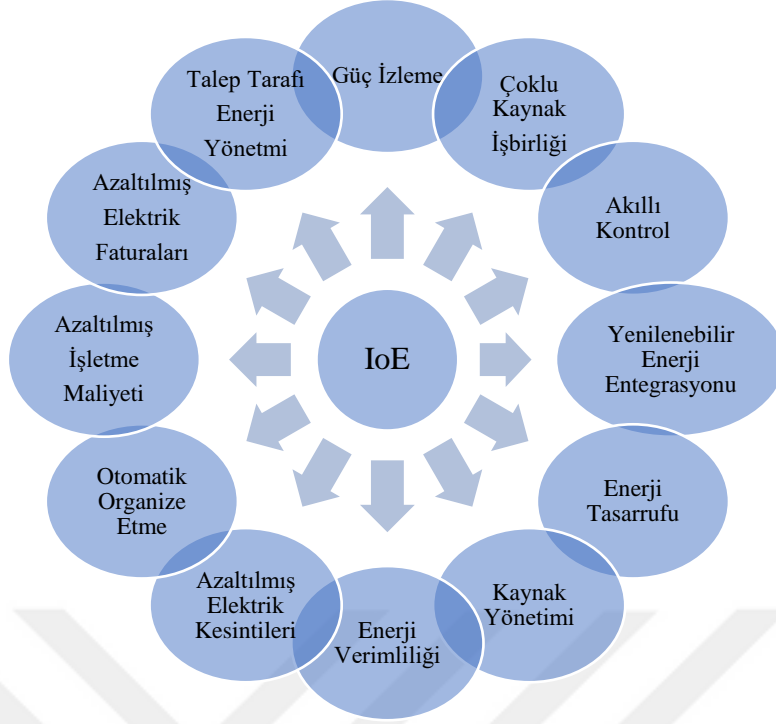 Güç İzleme
Çoklu
Kaynak
İşbirliği
Akıllı
Kontrol
Yenilenebilir
Enerji
Entegrasyonu
Enerji
Tasarrufu
Kaynak
Yönetimi
Enerji
Verimliliği
Azaltılmış
Elektrik
Kesintileri
Otomatik
Organize
Etme
Azaltılmış
İşletme
Maliyeti
Azaltılmış
Elektrik
Faturaları
Talep Tarafı
Enerji
Yönetmi
IoE